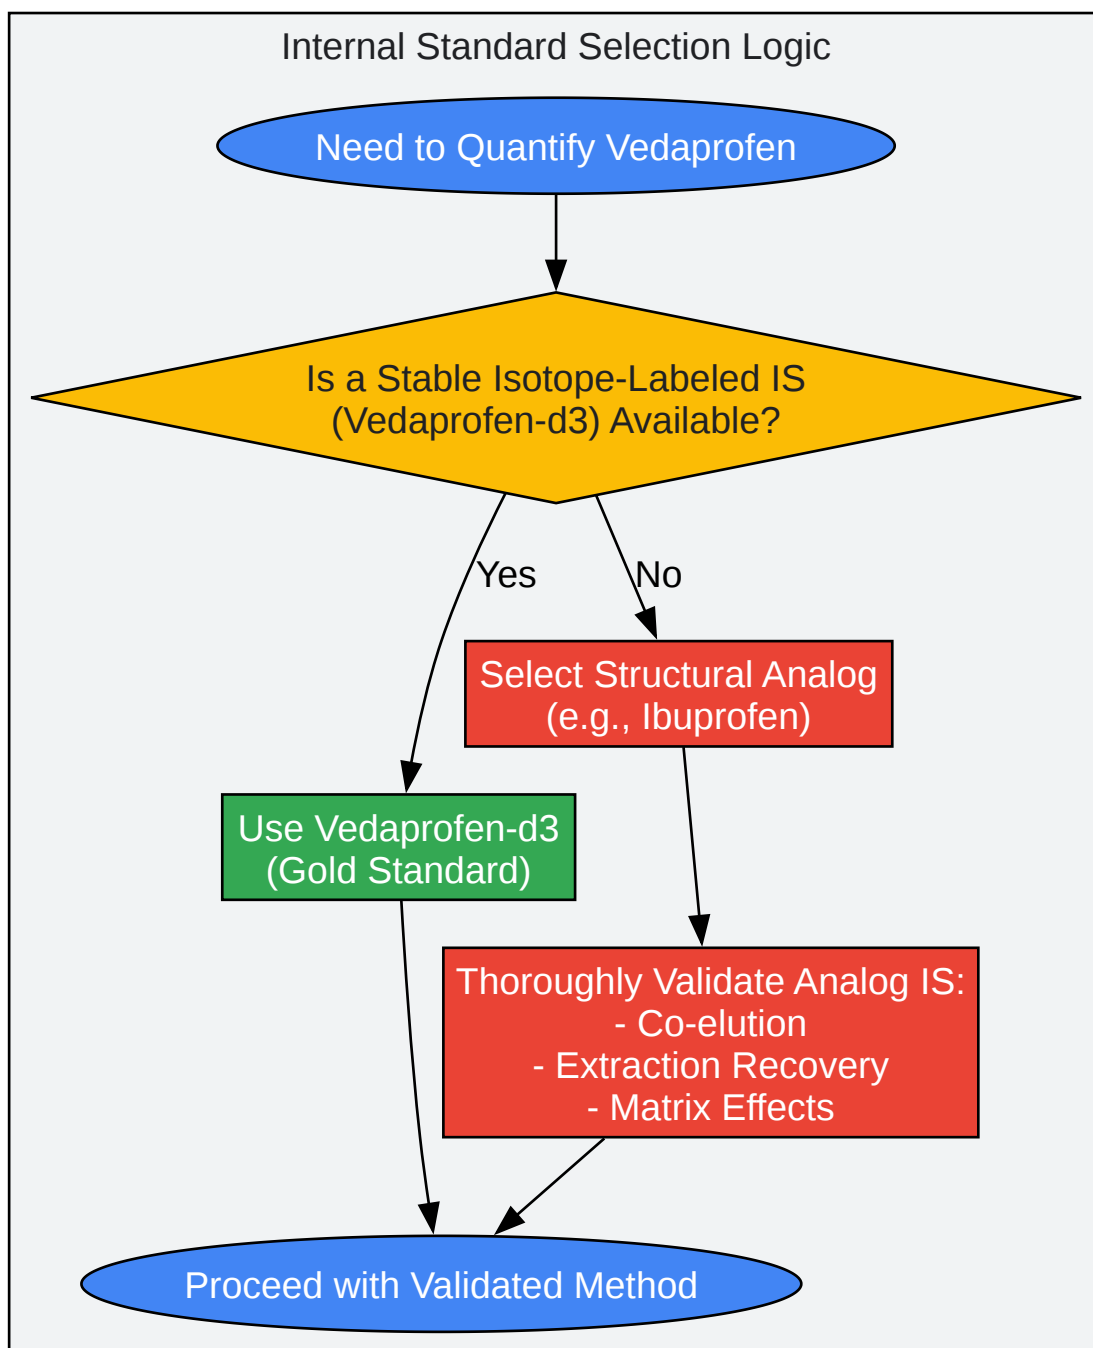 Internal Standard Selection Logic
Need to Quantify Vedaprofen
Is a Stable Isotope-Labeled IS
(Vedaprofen-d3) Available?
Yes
No
Select Structural Analog
(e.g., Ibuprofen)
Use Vedaprofen-d3
(Gold Standard)
Thoroughly Validate Analog IS:
- Co-elution
- Extraction Recovery
- Matrix Effects
Proceed with Validated Method